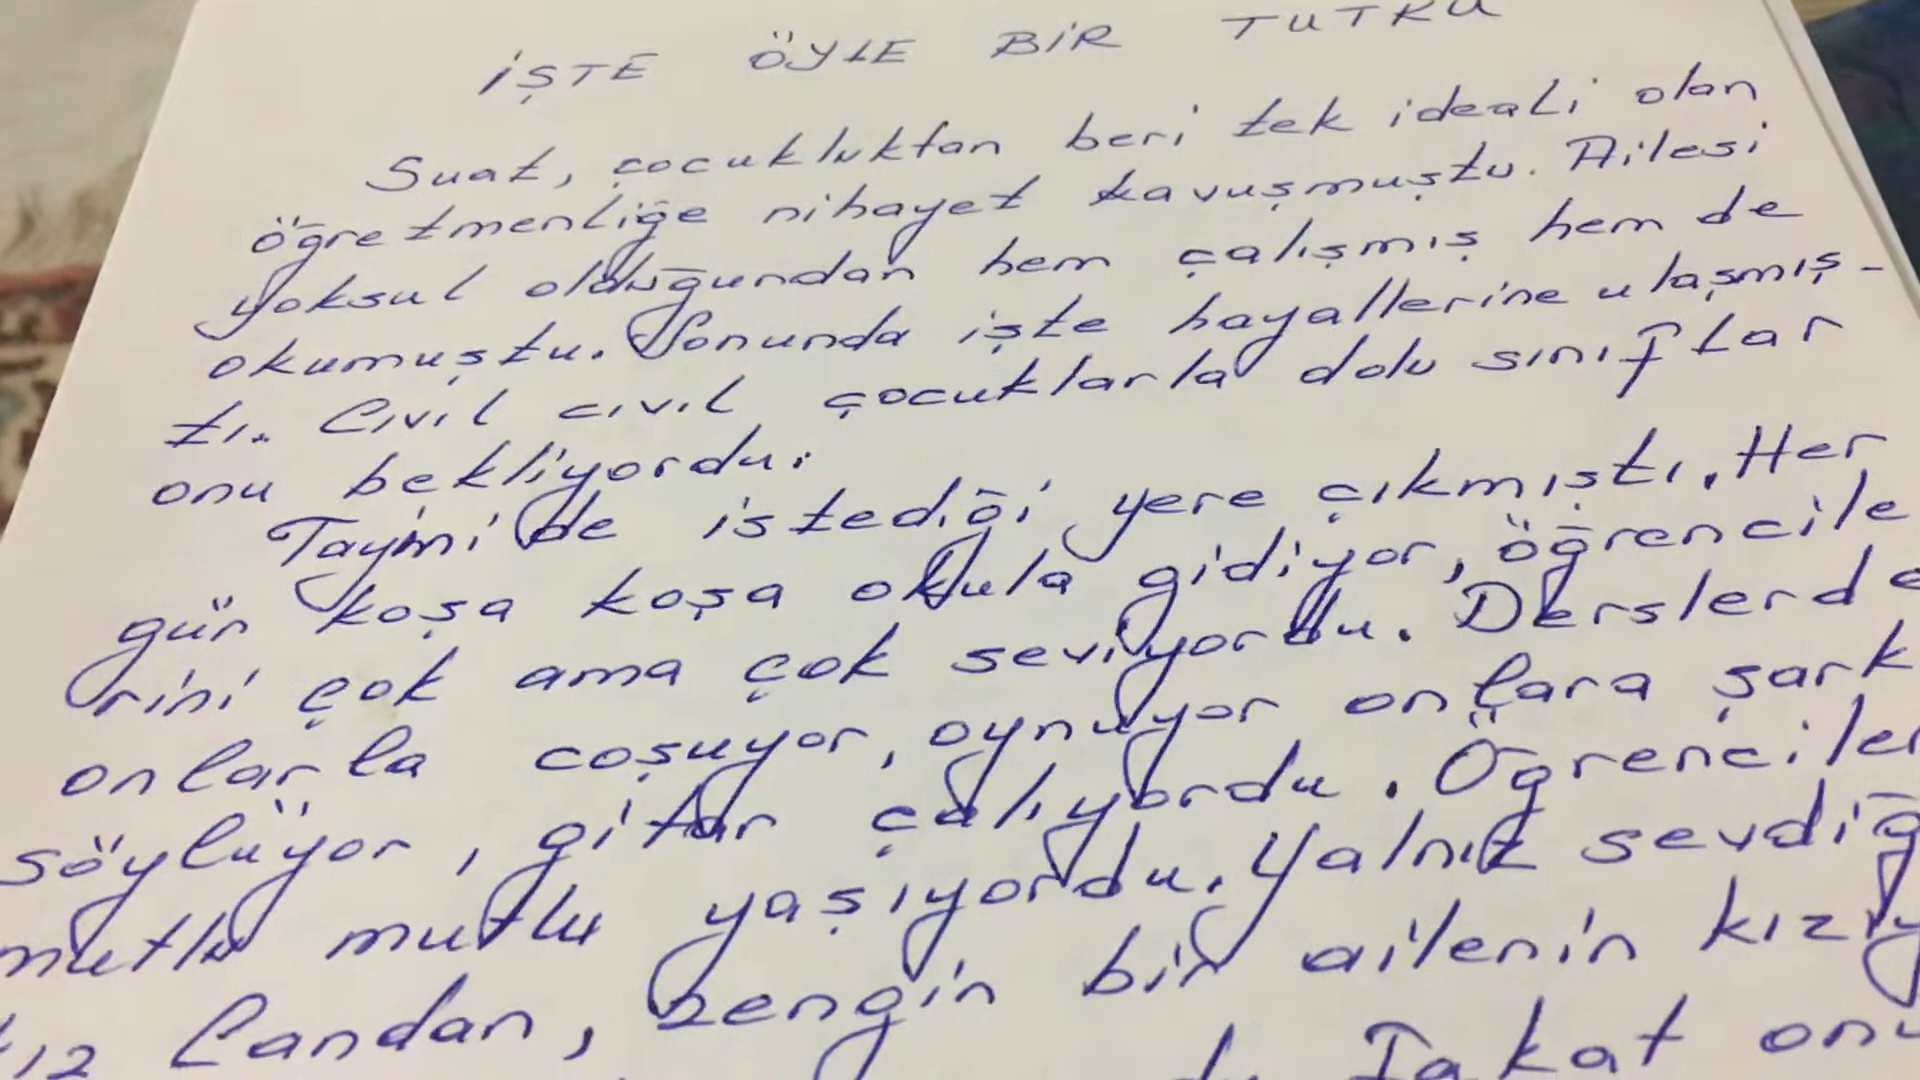 İŞTE ÖYLE BİR TUTKU
Suat, çocukluktan beri tek ideali olan
öğretmenliğe nihayet kavuşmuştu. Ailesi
yoksul olduğundan hem çalışmış hem de
okumuştu. Sonunda işte hayallerine ulaşmış-
tı. Cıvıl cıvıl çocuklarla dolu sınıflar
onu bekliyordu.
Taymi de istediği yere çıkmıştı. Her
gün koşa koşa okula gidiyor, öğrencile
rini çok ama çok seviyordu. Derslerde
onlarla coşuyor, oynuyor onlara şark
söylüyor, gitar çalıyordu. Öğrenciler
mutlu mutlu yaşıyordu. Yalnız sevdiğ
Candan, zengin bir ailenin kızıy
Fakat onu